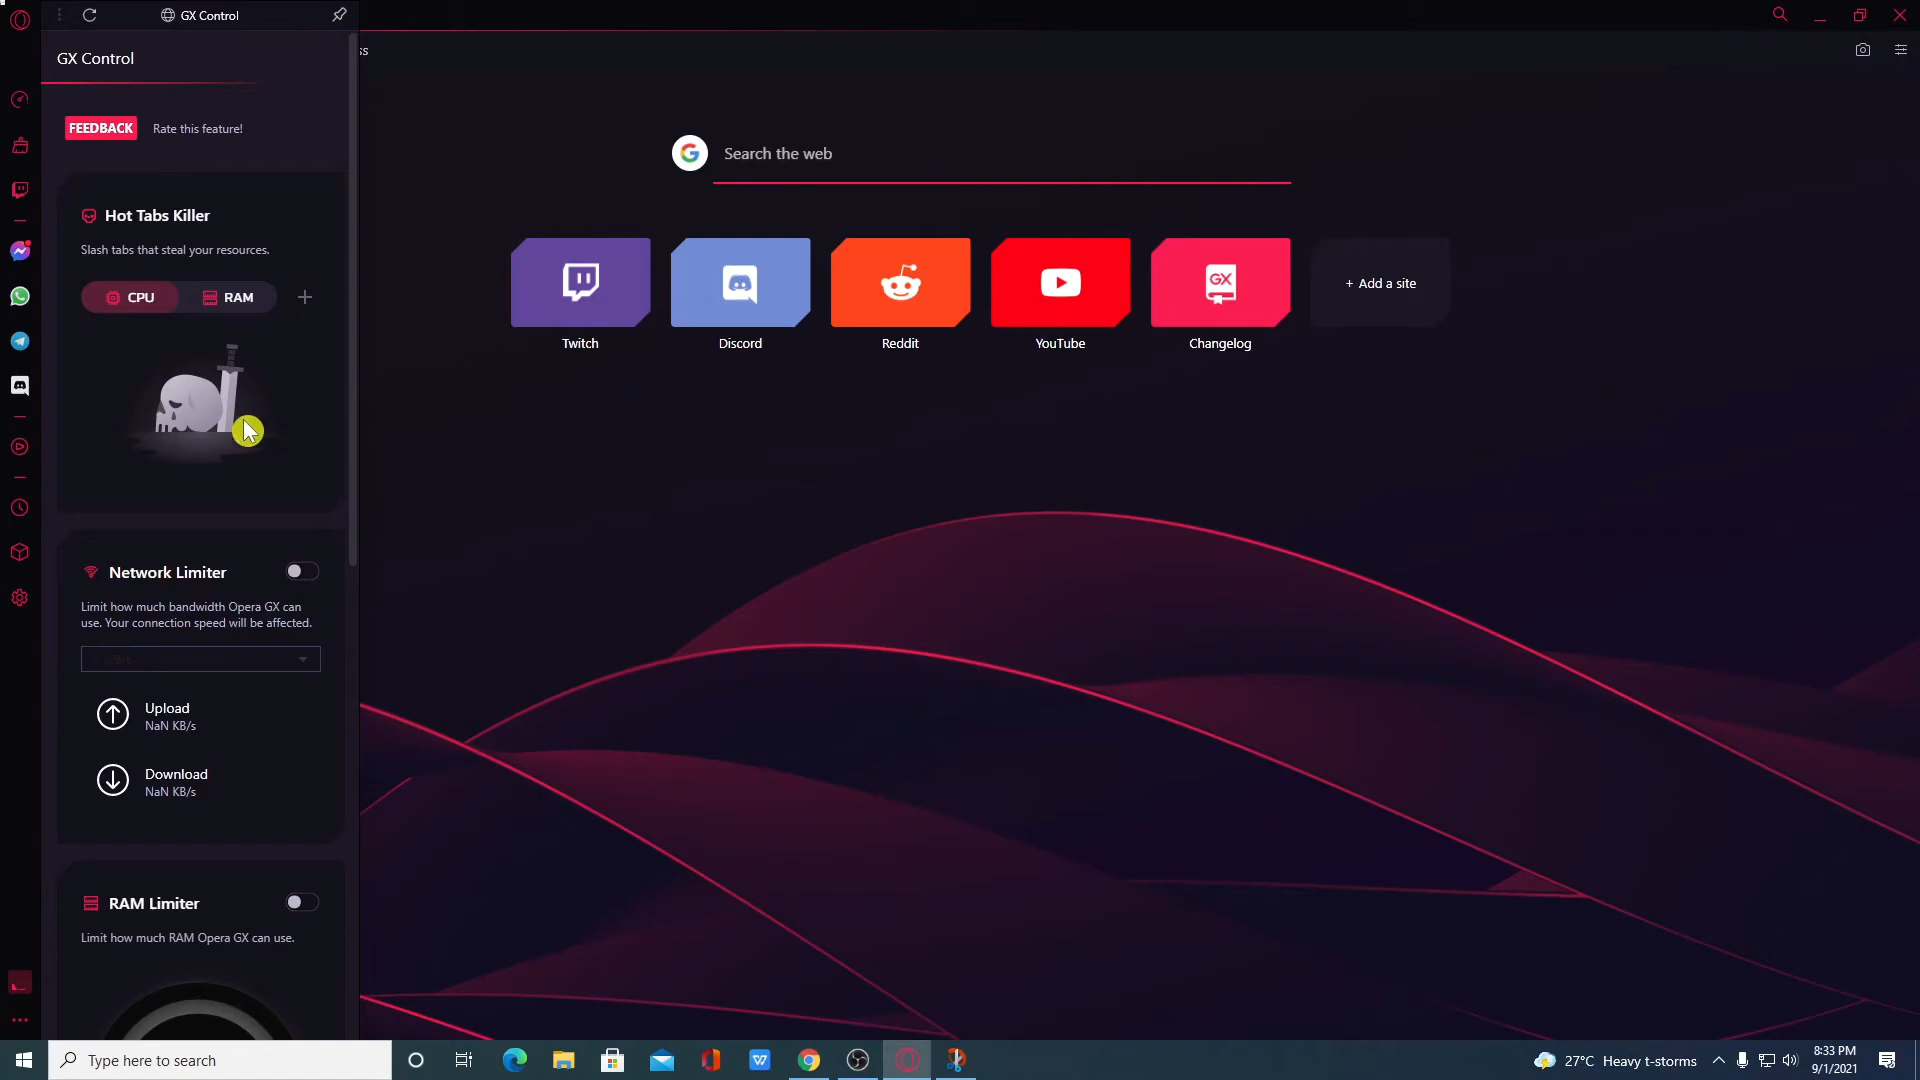 GX Control
GX Control
ss
FEEDBACK
Rate this feature!
Hot Tabs Killer
Slash tabs that steal your resources.
CPU
RAM
Network Limiter
Limit how much bandwidth Opera GX can
use. Your connection speed will be affected.
Upload
NaN KB/s
Download
NaN KB/s
RAM Limiter
Limit how much RAM Opera GX can use.
Search the web
GX
Twitch
Discord
Reddit
YouTube
Changelog
+ Add a site
Type here to search
27°C Heavy t-storms
8:33 PM
9/1/2021